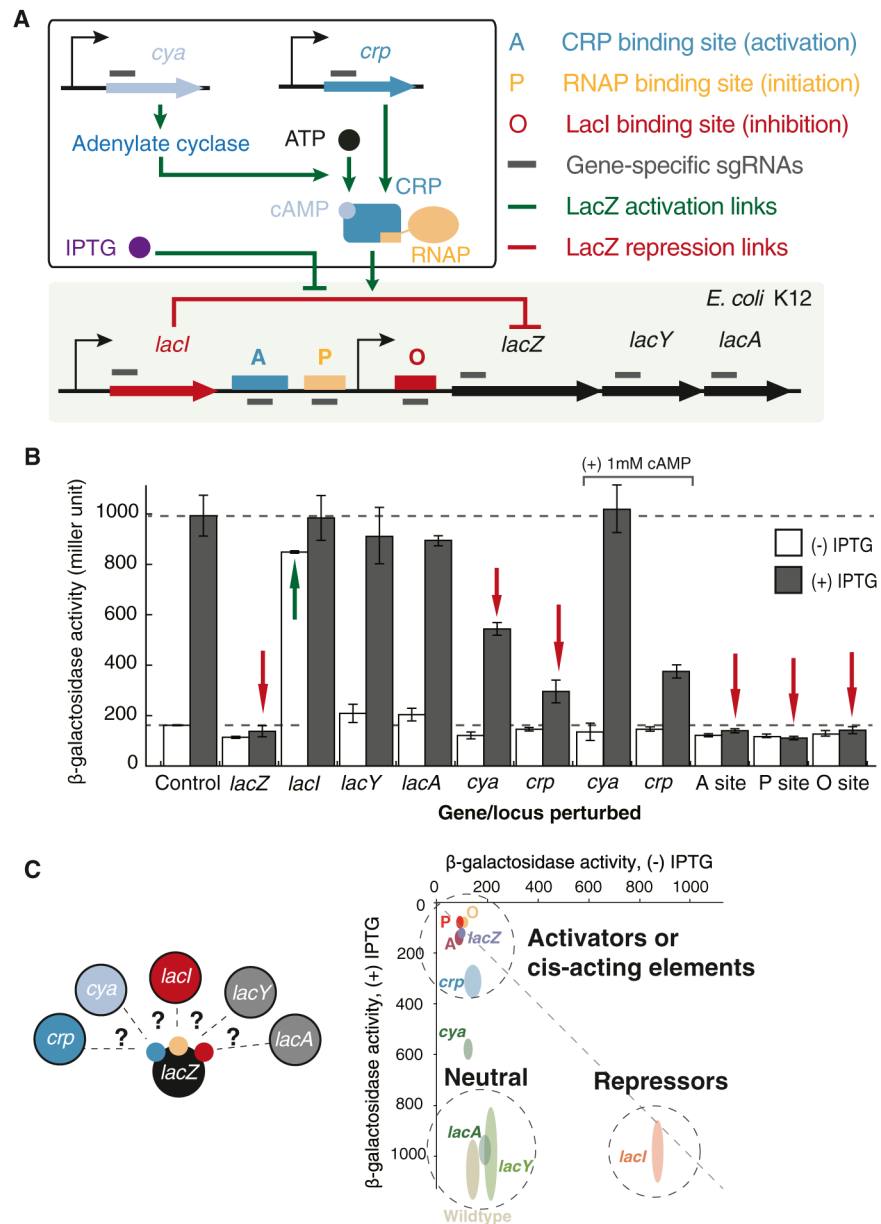 A
cya
crp
Adenylate cyclase
ATP
CRP
cAMP
IPTG
RNAP
A CRP binding site (activation)
P RNAP binding site (initiation)
O LacI binding site (inhibition)
Gene-specific sgRNAs
LacZ activation links
LacZ repression links
E. coli K12
lacI
A
P
O
lacZ
lacY
lacA
B
(+) 1mM cAMP
β-galactosidase activity (miller unit)
1000
800
600
400
200
0
(-) IPTG
(+) IPTG
Control lacZ lacI lacY lacA cya crp cya crp A site P site O site
Gene/locus perturbed
C
crp
cya
lacI
lacY
lacA
? ? ? ?
lacZ
β-galactosidase activity, (-) IPTG
0 200 400 600 800 1000
β-galactosidase activity, (+) IPTG
0
200
400
600
800
1000
P
O
A
lacZ
crp
Activators or
cis-acting elements
cya
Neutral
Repressors
lacA
lacY
lacI
Wildtype